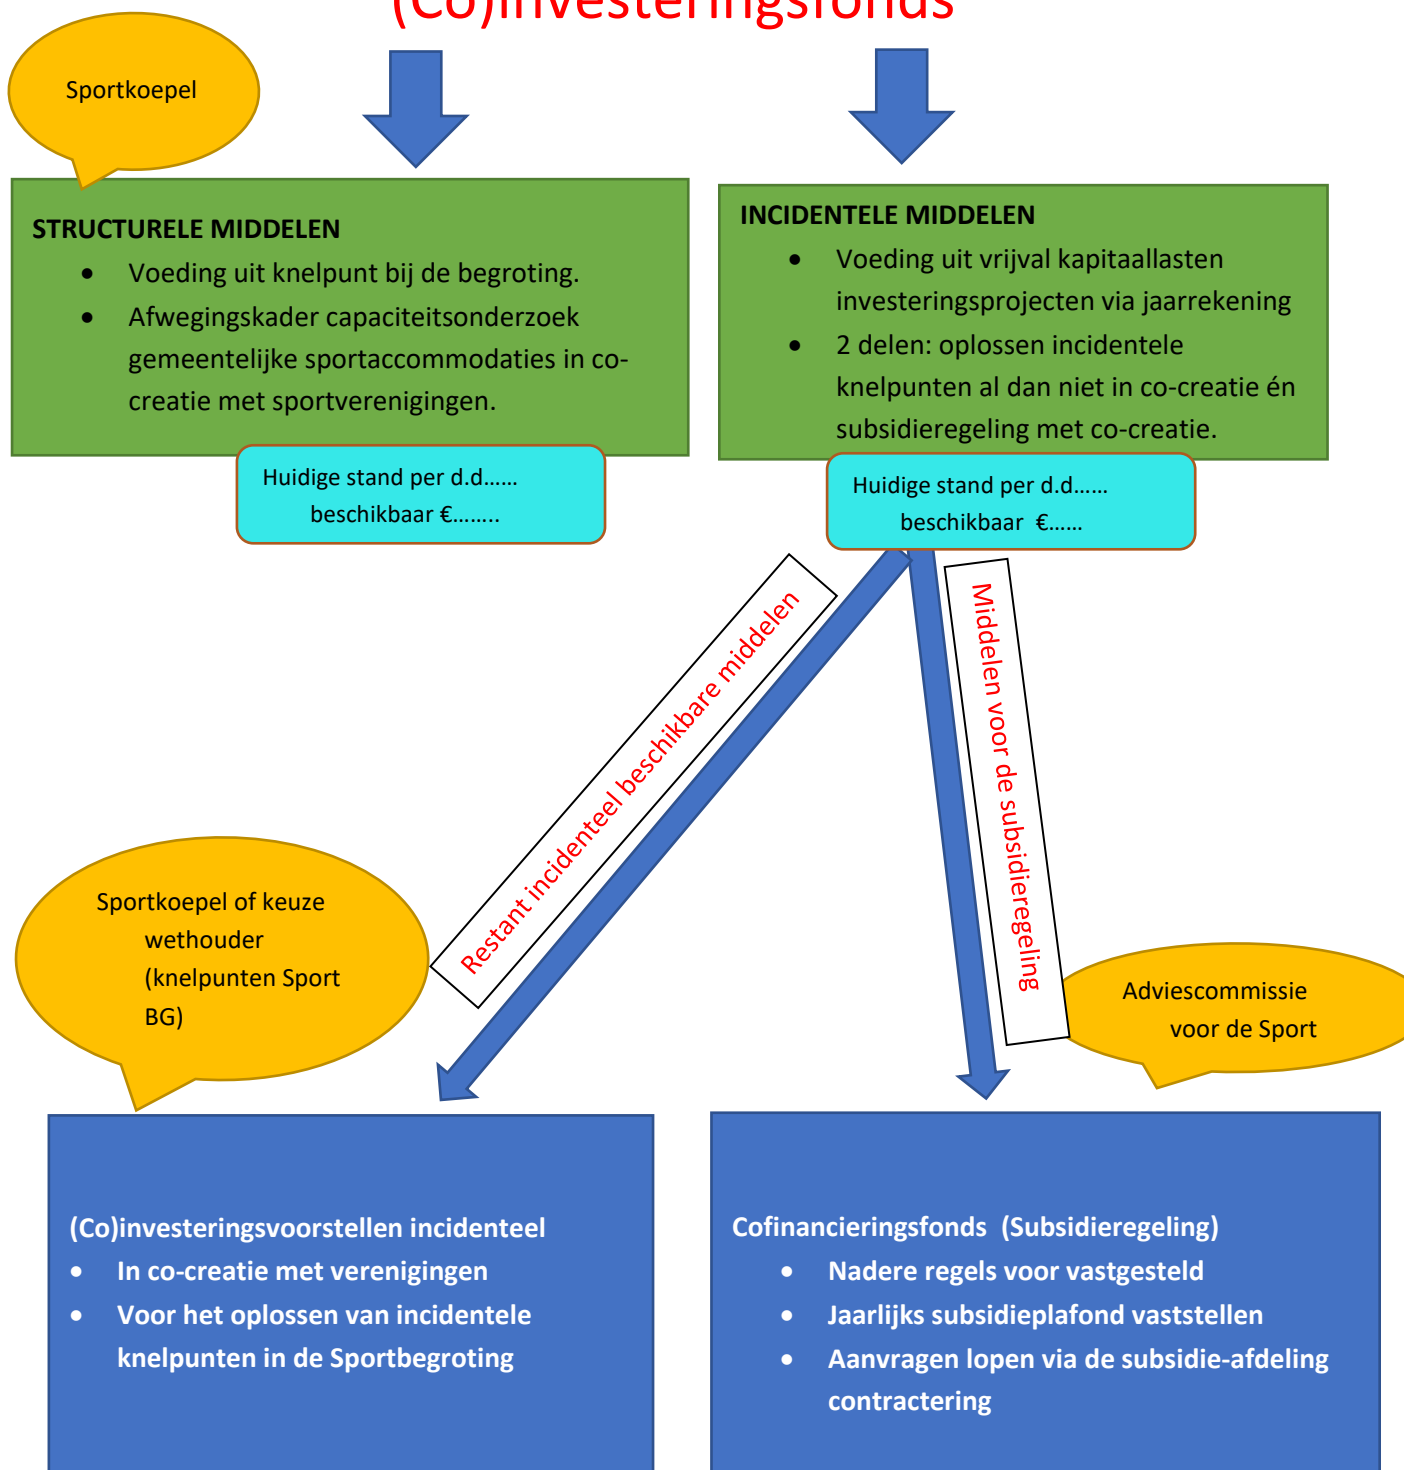 (Co)investeringsfonds
Sportkoepel
STRUCTURELE MIDDELEN
• Voeding uit knelpunt bij de begroting.
• Afwegingskader capaciteitsonderzoek
gemeentelijke sportaccommodaties in co-
creatie met sportverenigingen.
Huidige stand per d.d......
beschikbaar €........
INCIDENTELE MIDDELEN
• Voeding uit vrijval kapitaallasten
investeringsprojecten via jaarrekening
• 2 delen: oplossen incidentele
knelpunten al dan niet in co-creatie én
subsidieregeling met co-creatie.
Huidige stand per d.d......
beschikbaar €......
Restant incidenteel beschikbare middelen
Middelen voor de subsidieregeling
Sportkoepel of keuze
wethouder
(knelpunten Sport
BG)
Adviescommissie
voor de Sport
(Co)investeringsvoorstellen incidenteel
• In co-creatie met verenigingen
• Voor het oplossen van incidentele
knelpunten in de Sportbegroting
Cofinancieringsfonds (Subsidieregeling)
• Nadere regels voor vastgesteld
• Jaarlijks subsidieplafond vaststellen
• Aanvragen lopen via de subsidie-afdeling
contractering